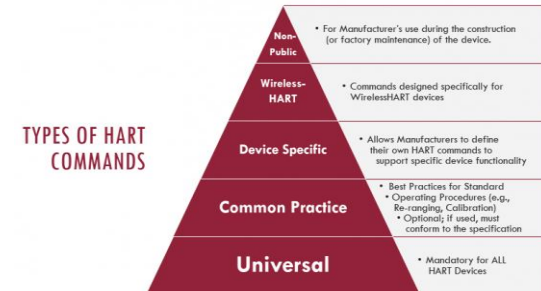 TYPES OF HART
COMMANDS
Non-
Public
• For Manufacturer's use during the construction
(or factory maintenance) of the device.
Wireless-
HART
• Commands designed specifically for
WirelessHART devices
Device Specific
• Allows Manufacturers to define
their own HART commands to
support specific device functionality
Common Practice
• Best Practices for Standard
• Operating Procedures (e.g.,
Re-ranging, Calibration)
• Optional; if used, must
conform to the specification
Universal
• Mandatory for ALL
HART Devices